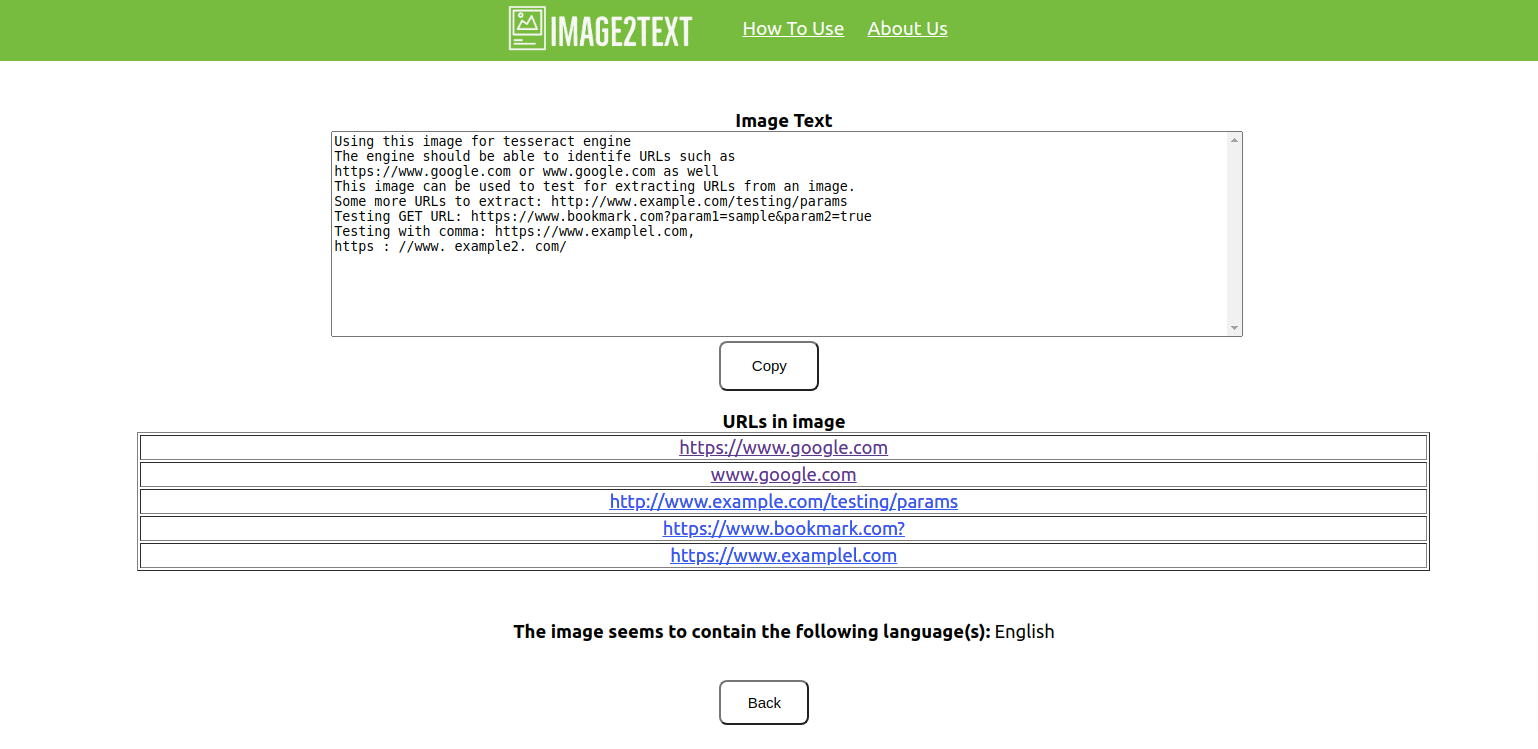 IMAGE2TEXT How To Use About Us
Image Text
Using this image for tesseract engine
The engine should be able to identife URLs such as
https://www.google.com or www.google.com as well
This image can be used to test for extracting URLs from an image.
Some more URLs to extract: http://www.example.com/testing/params
Testing GET URL: https://www.bookmark.com?param1=sample&param2=true
Testing with comma: https://www.examplel.com,
https : //www. example2. com/
Copy
URLs in image
https://www.google.com
www.google.com
http://www.example.com/testing/params
https://www.bookmark.com?
https://www.examplel.com
The image seems to contain the following language(s): English
Back